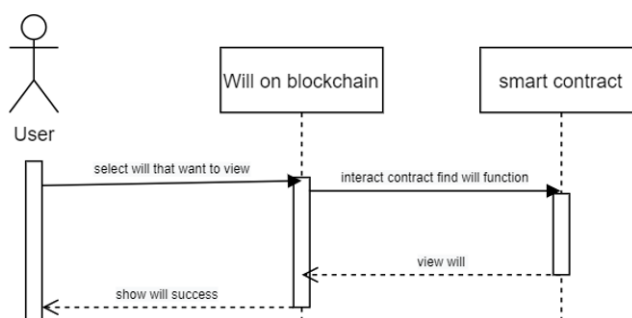 Will on blockchain
smart contract
User
select will that want to view
interact contract find will function
view will
show will success